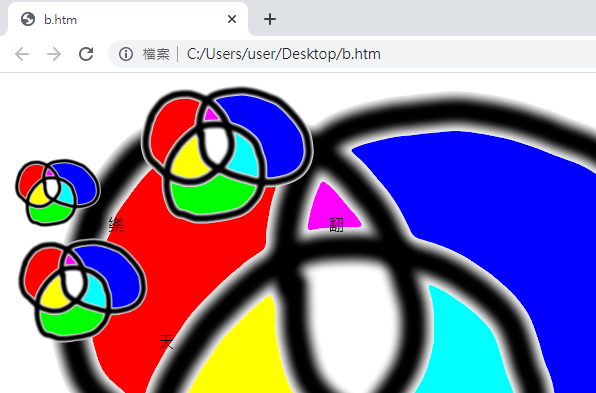 b.htm
檔案 | C:/Users/user/Desktop/b.htm
樂 翻
天